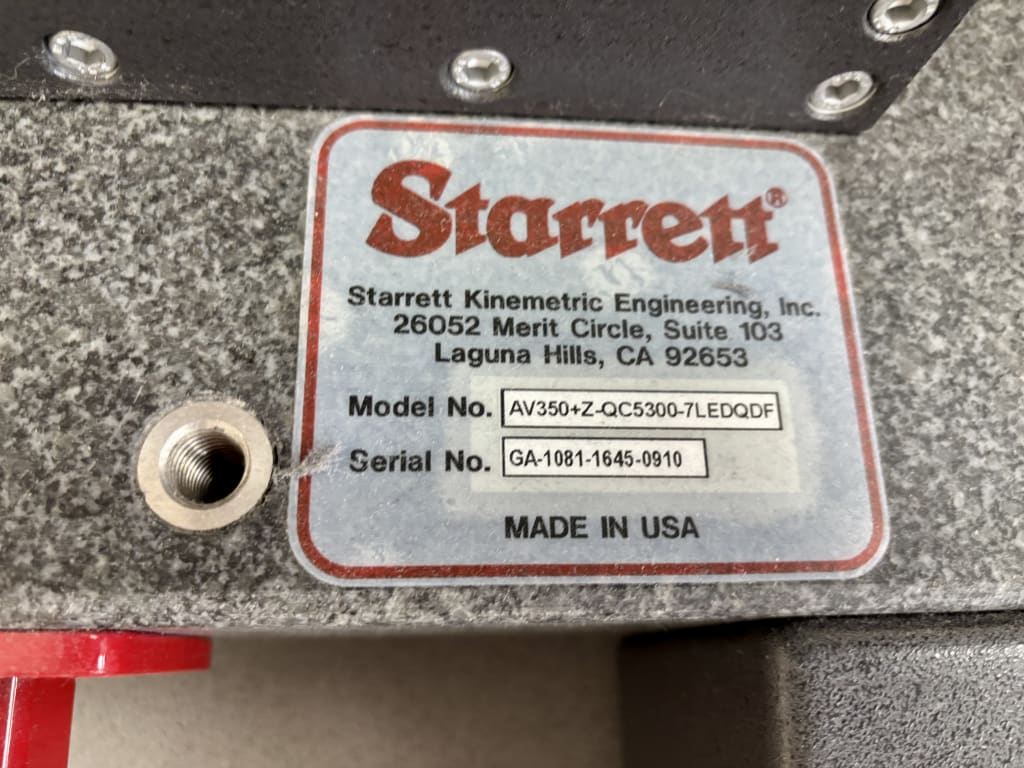 Starrett®
Starrett Kinemetric Engineering, Inc.
26052 Merit Circle, Suite 103
Laguna Hills, CA 92653
Model No. AV350+Z-QC5300-7LEDQDF
Serial No. GA-1081-1645-0910
MADE IN USA